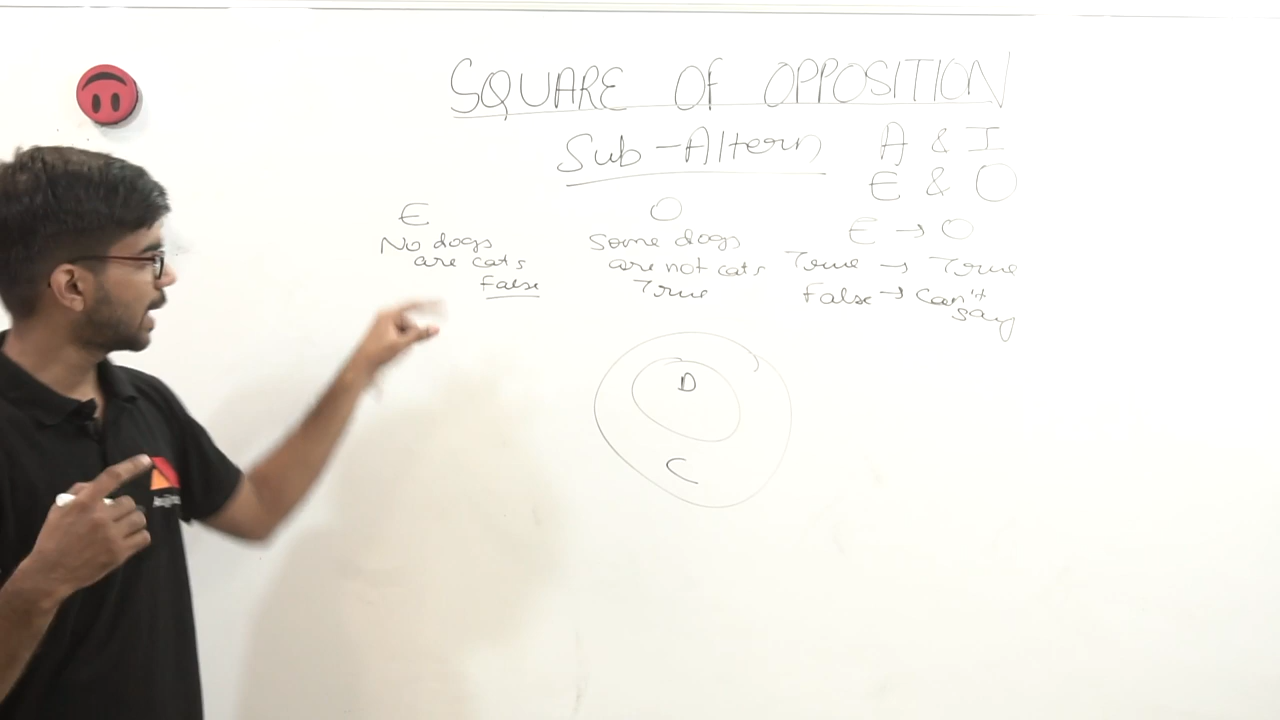 SQUARE OF OPPOSITION
Sub-Altern
A & I
E & O
E
No dogs
are cats
False
O
Some dogs
are not cats
True
E → O
True → True
False → Can't
say
D
C